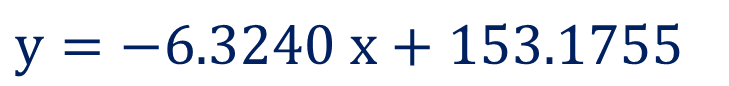 y = −6.3240 x + 153.1755